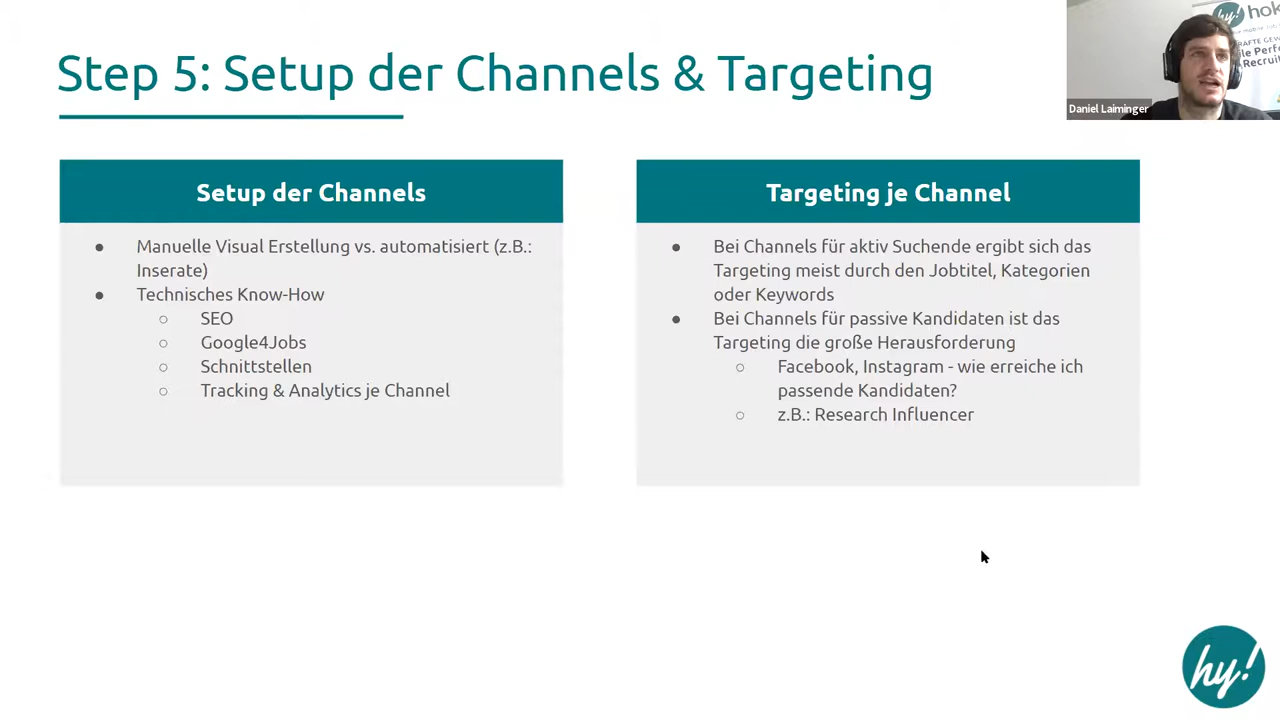 Step 5: Setup der Channels & Targeting
hy! hok
Daniel Laiminger
Setup der Channels
● Manuelle Visual Erstellung vs. automatisiert (z.B.:
Inserate)
● Technisches Know-How
○ SEO
○ Google4Jobs
○ Schnittstellen
○ Tracking & Analytics je Channel
Targeting je Channel
● Bei Channels für aktiv Suchende ergibt sich das
Targeting meist durch den Jobtitel, Kategorien
oder Keywords
● Bei Channels für passive Kandidaten ist das
Targeting die große Herausforderung
○ Facebook, Instagram - wie erreiche ich
passende Kandidaten?
○ z.B.: Research Influencer
hy!